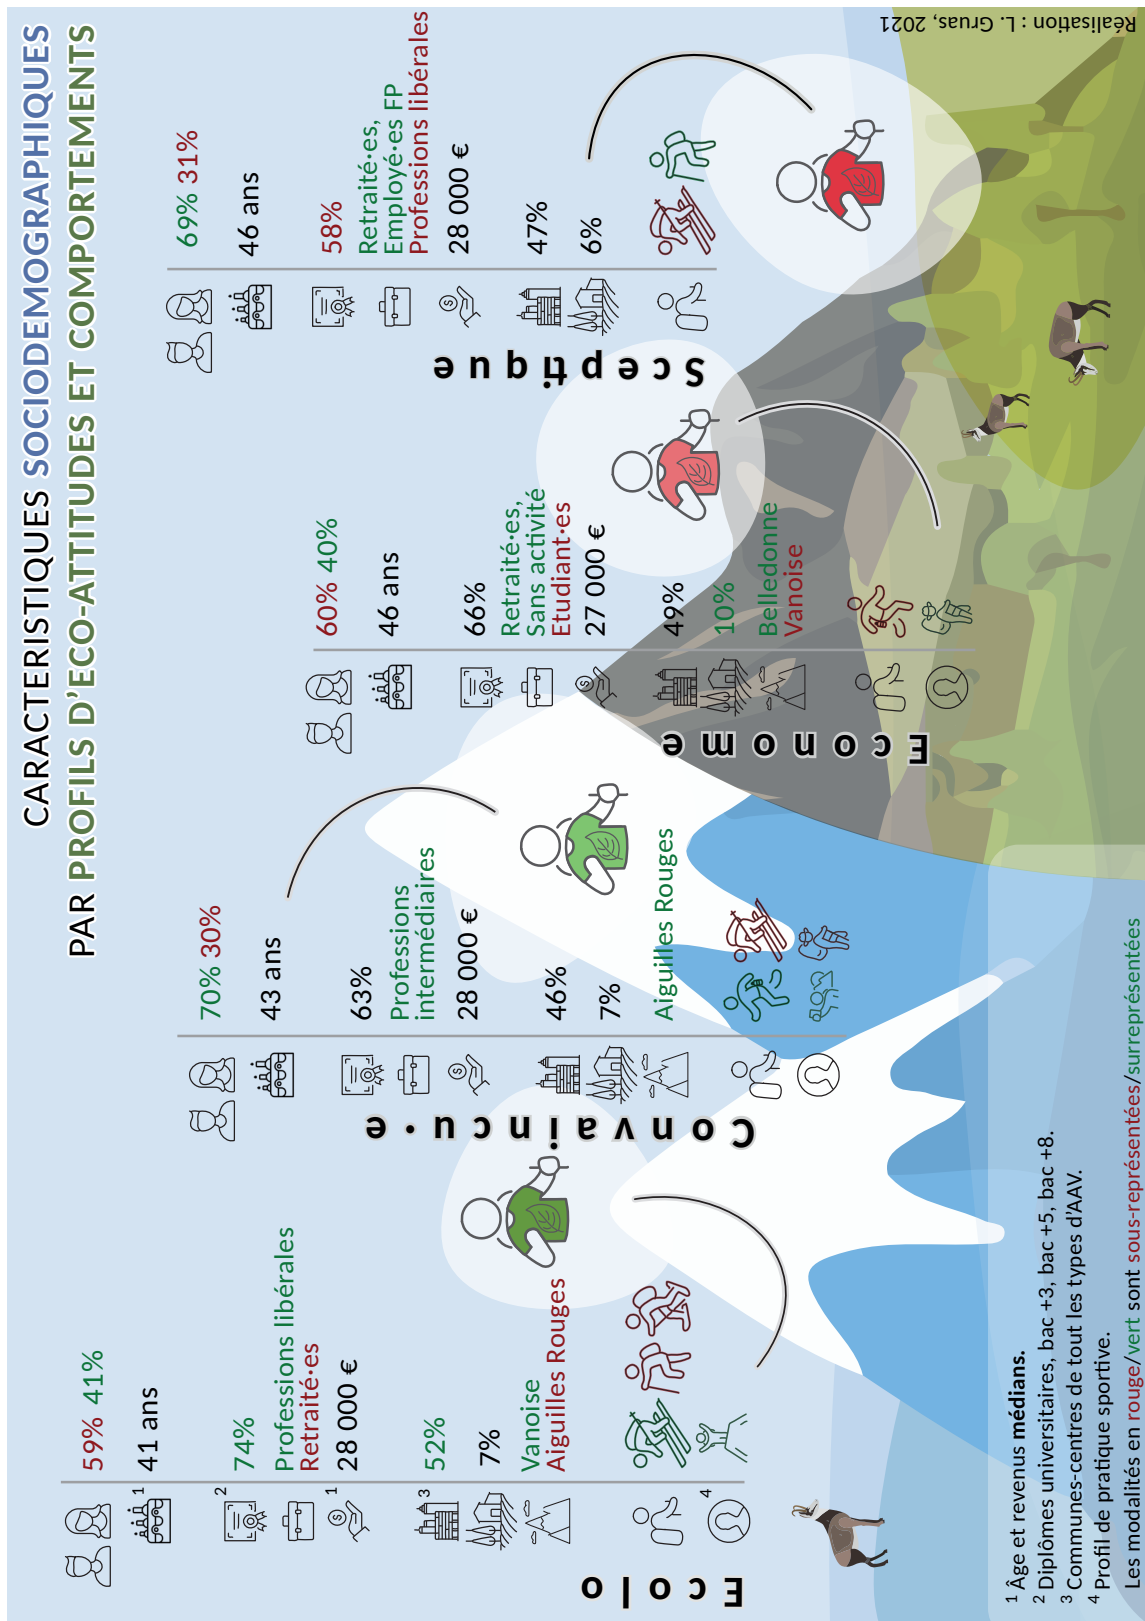 CARACTERISTIQUES SOCIODEMOGRAPHIQUES
PAR PROFILS D'ECO-ATTITUDES ET COMPORTEMENTS
Ecolo
59% 41%
1
41 ans
2
74%
Professions libérales
Retraité·es
1
28 000 €
3
52%
7%
Vanoise
Aiguilles Rouges
4
Convaincu·e
70% 30%
43 ans
63%
Professions
intermédiaires
28 000 €
46%
7%
Aiguilles Rouges
Econome
60% 40%
46 ans
66%
Retraité·es,
Sans activité
Etudiant·es
27 000 €
49%
10%
Belledonne
Vanoise
Sceptique
69% 31%
46 ans
58%
Retraité·es,
Employé·es FP
Professions libérales
28 000 €
47%
6%
1 Âge et revenus médians.
2 Diplômes universitaires, bac +3, bac +5, bac +8.
3 Communes-centres de tout les types d'AAV.
4 Profil de pratique sportive.
Les modalités en rouge/vert sont sous-représentées/surreprésentées
Réalisation : L. Gruas, 2021